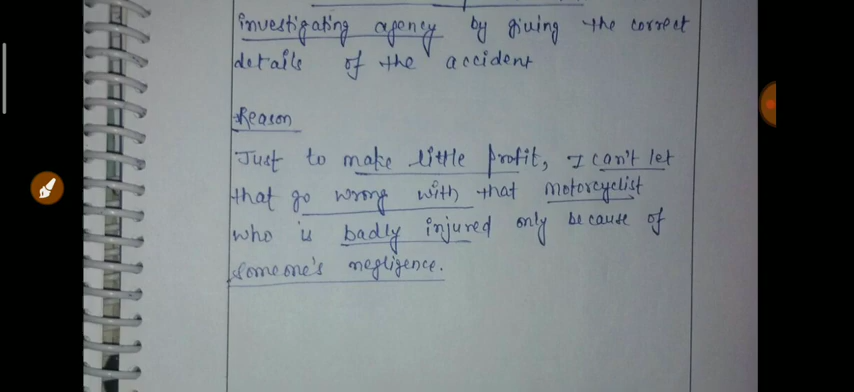 investigating agency by giving the correct
details of the accident
Reason
Just to make little profit, I can't let
that go wrong with that motorcyclist
who is badly injured only because of
someone's negligence.